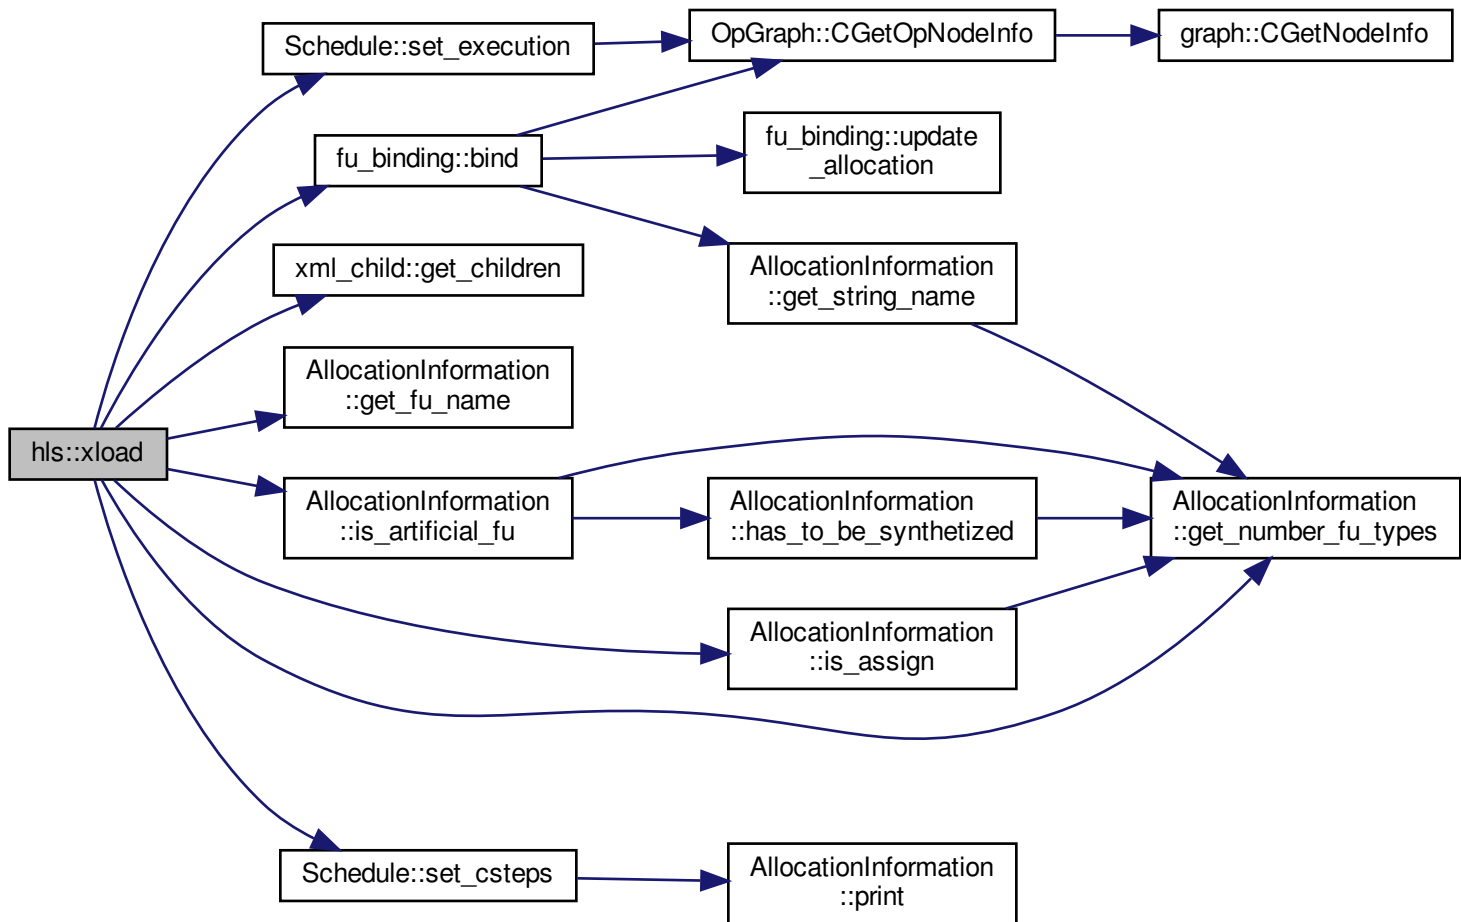 Schedule::set_execution
OpGraph::CGetOpNodeInfo
graph::CGetNodeInfo
fu_binding::bind
fu_binding::update
_allocation
xml_child::get_children
AllocationInformation
::get_string_name
AllocationInformation
::get_fu_name
hls::xload
AllocationInformation
::is_artificial_fu
AllocationInformation
::has_to_be_synthetized
AllocationInformation
::get_number_fu_types
AllocationInformation
::is_assign
Schedule::set_csteps
AllocationInformation
::print